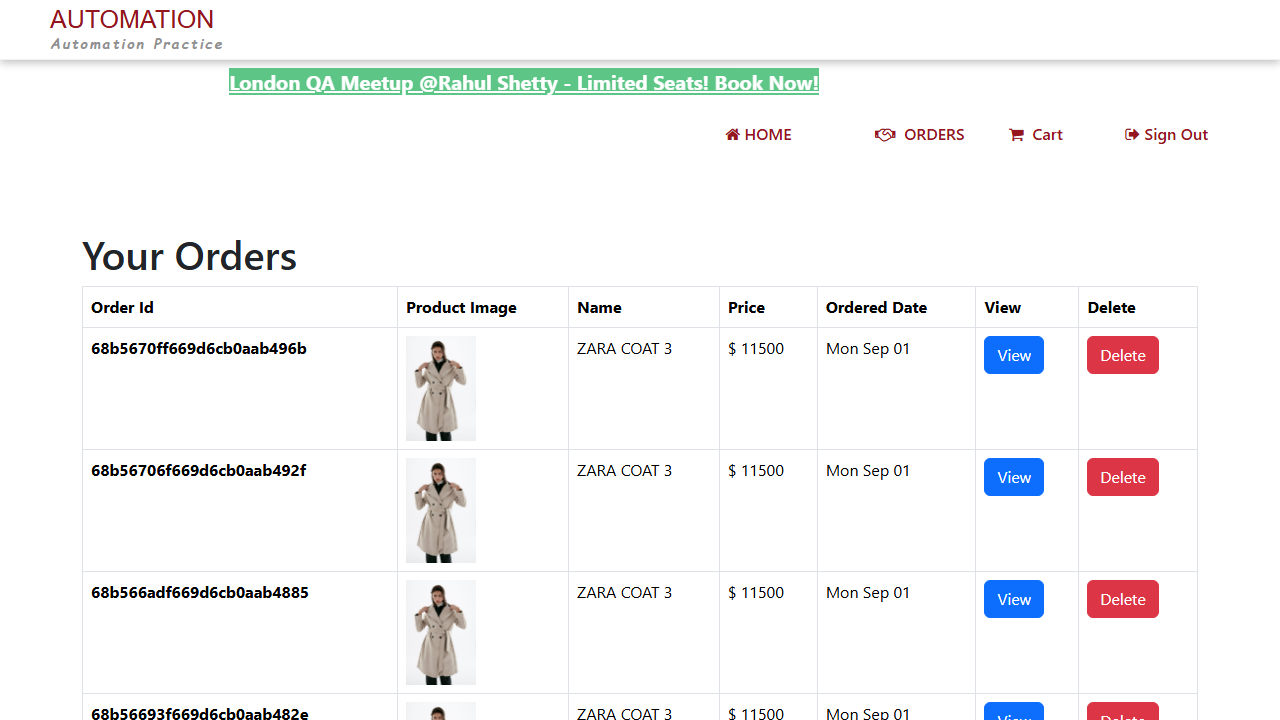 AUTOMATION
Automation Practice
London QA Meetup @Rahul Shetty - Limited Seats! Book Now!
HOME ORDERS Cart Sign Out
Your Orders
Order Id Product Image Name Price Ordered Date View Delete
68b5670ff669d6cb0aab496b ZARA COAT 3 $ 11500 Mon Sep 01 View Delete
68b56706f669d6cb0aab492f ZARA COAT 3 $ 11500 Mon Sep 01 View Delete
68b566adf669d6cb0aab4885 ZARA COAT 3 $ 11500 Mon Sep 01 View Delete
68b56693f669d6cb0aab482e ZARA COAT 3 $ 11500 Mon Sep 01 View Delete